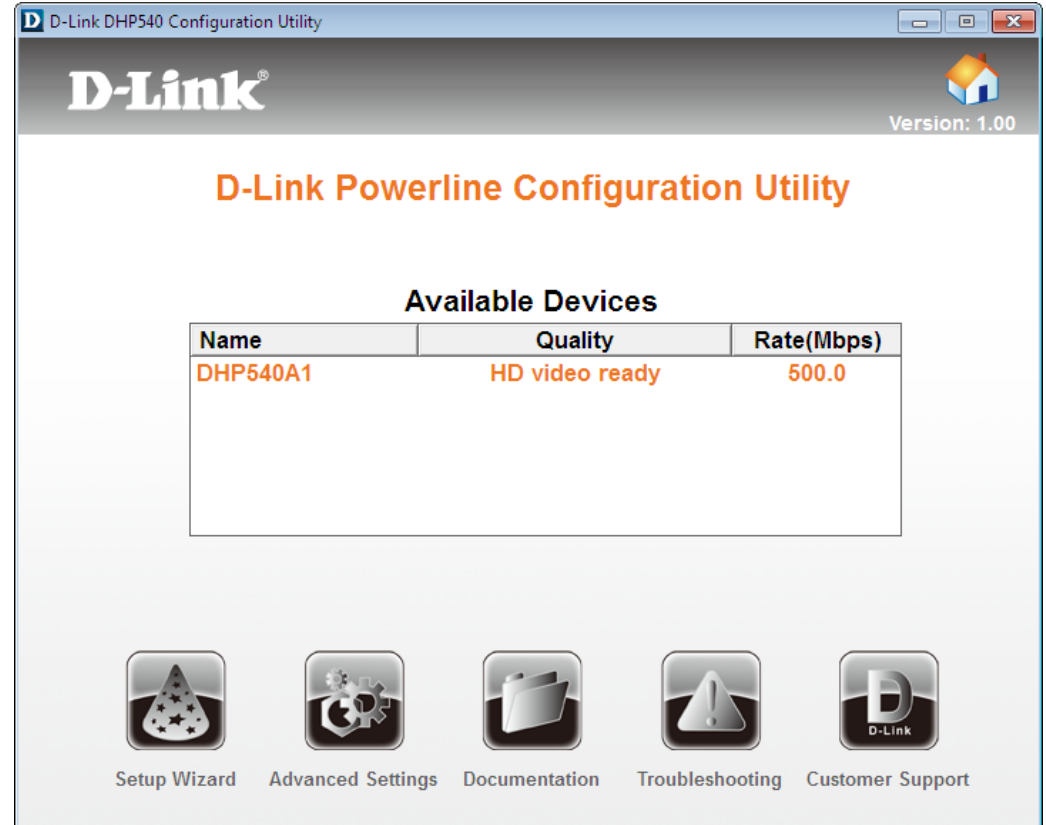 D D-Link DHP540 Configuration Utility
D-Link®
Version: 1.00
D-Link Powerline Configuration Utility
Available Devices
Name Quality Rate(Mbps)
DHP540A1 HD video ready 500.0
D
D-Link
Setup Wizard Advanced Settings Documentation Troubleshooting Customer Support